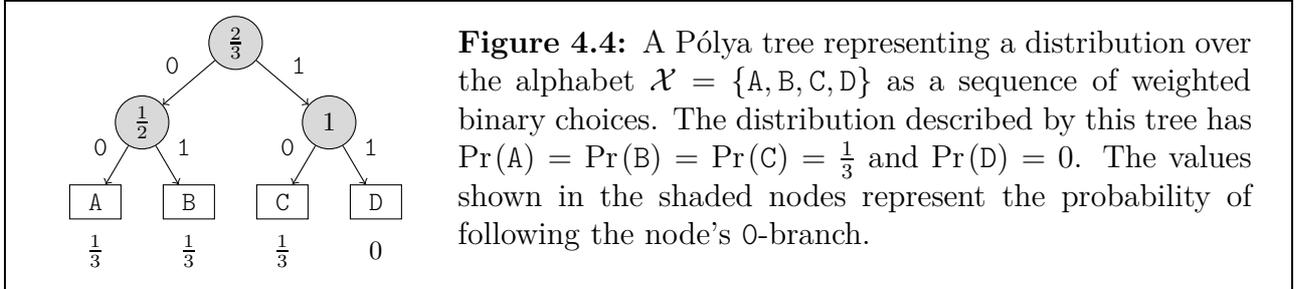 2/3
0 1
1/2 1
0 1 0 1
A B C D
1/3 1/3 1/3 0
Figure 4.4: A Pólya tree representing a distribution over
the alphabet 𝒳 = {A, B, C, D} as a sequence of weighted
binary choices. The distribution described by this tree has
Pr(A) = Pr(B) = Pr(C) = 1/3 and Pr(D) = 0. The values
shown in the shaded nodes represent the probability of
following the node's 0-branch.